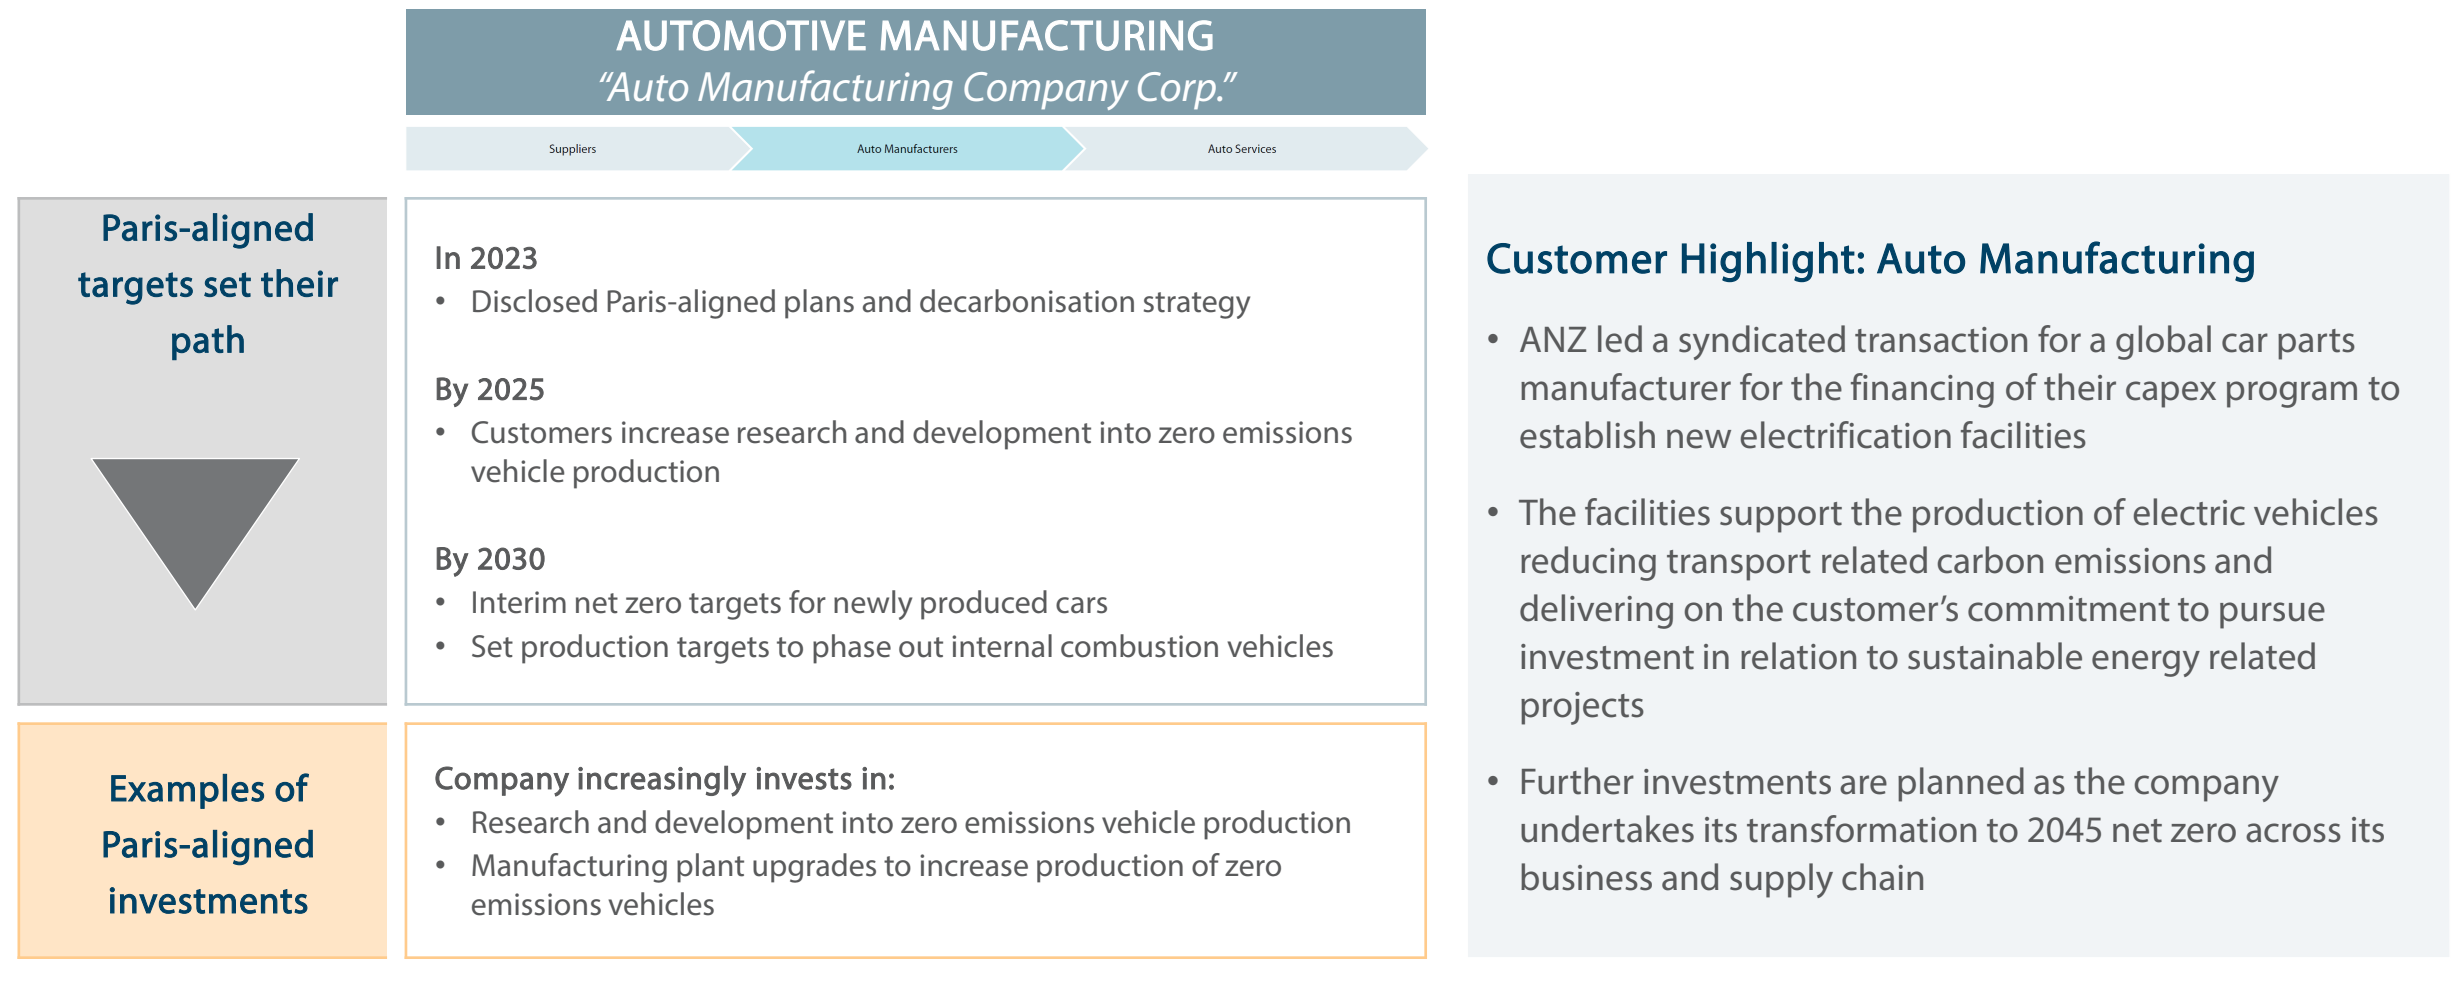 AUTOMOTIVE MANUFACTURING
“Auto Manufacturing Company Corp.”
Suppliers
Auto Manufacturers
Auto Services
Paris-aligned
targets set their
path
In 2023
• Disclosed Paris-aligned plans and decarbonisation strategy
By 2025
• Customers increase research and development into zero emissions
vehicle production
By 2030
• Interim net zero targets for newly produced cars
• Set production targets to phase out internal combustion vehicles
Examples of
Paris-aligned
investments
Company increasingly invests in:
• Research and development into zero emissions vehicle production
• Manufacturing plant upgrades to increase production of zero
emissions vehicles
Customer Highlight: Auto Manufacturing
• ANZ led a syndicated transaction for a global car parts
manufacturer for the financing of their capex program to
establish new electrification facilities
• The facilities support the production of electric vehicles
reducing transport related carbon emissions and
delivering on the customer’s commitment to pursue
investment in relation to sustainable energy related
projects
• Further investments are planned as the company
undertakes its transformation to 2045 net zero across its
business and supply chain